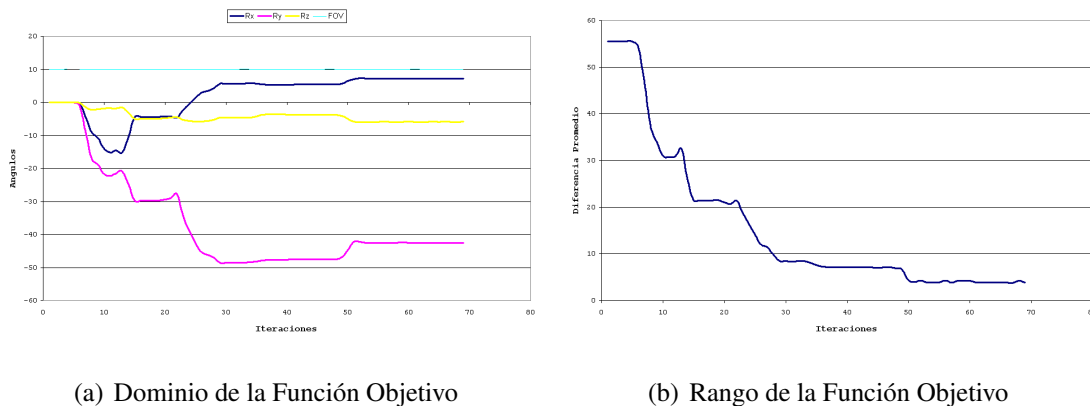 Rx Ry Rz FOV
20
10
0
-10
-20
-30
-40
-50
-60
Angulos
0 10 20 30 40 50 60 70 80
Iteraciones
60
50
40
30
20
10
0
Diferencia Promedio
0 10 20 30 40 50 60 70 80
Iteraciones
(a) Dominio de la Función Objetivo
(b) Rango de la Función Objetivo